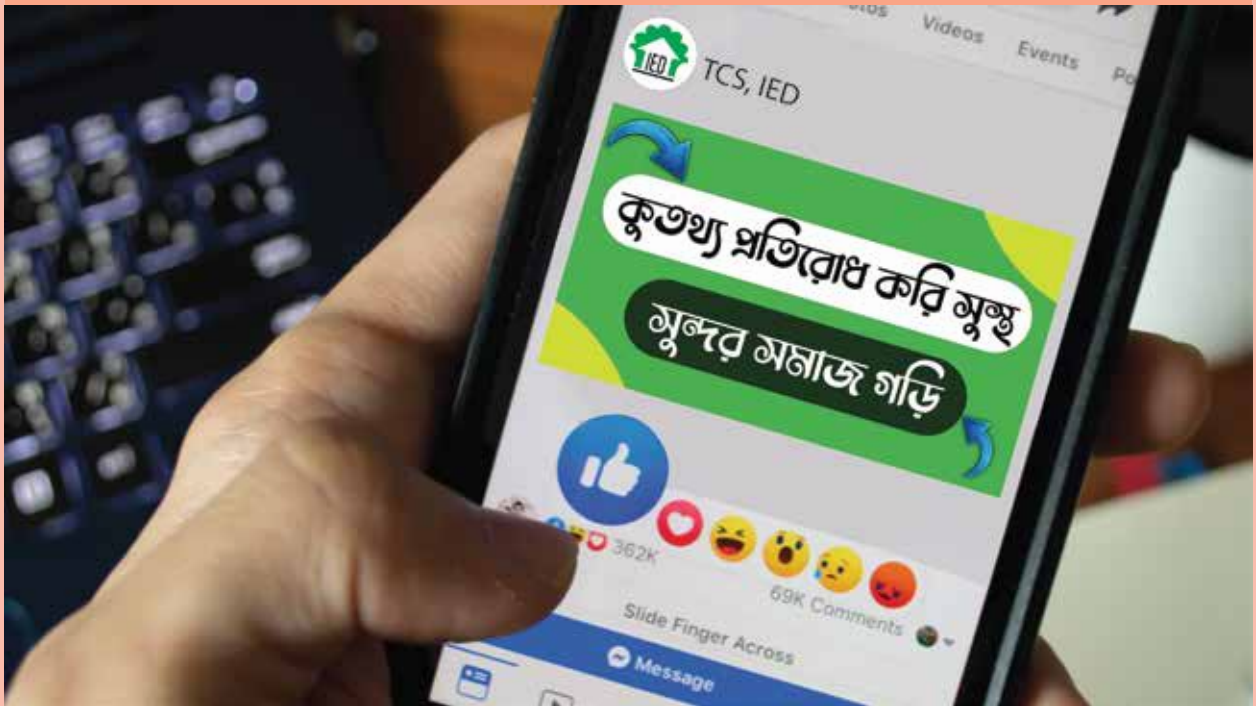 Videos Events
IED TCS, IED
কুতথ্য প্রতিরোধ করি সুস্থ
সুন্দর সমাজ গড়ি
362K
69K Comments
Slide Finger Across
Message